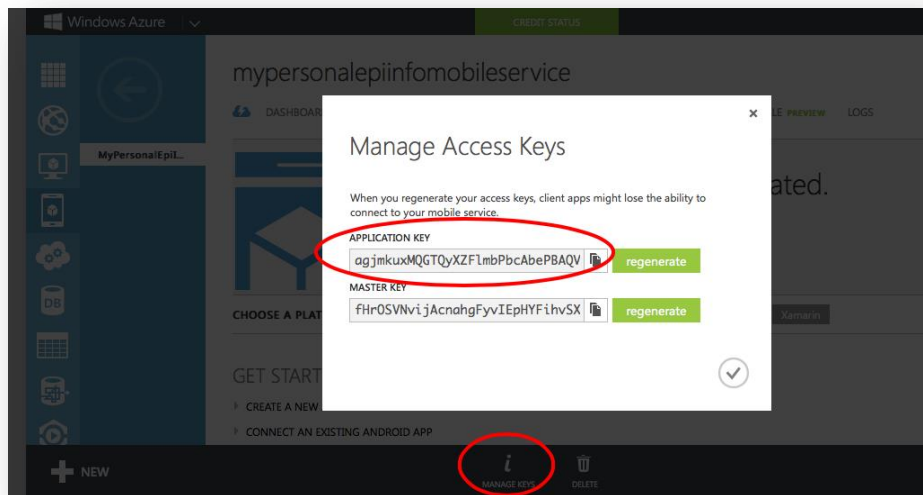 Windows Azure
CREDIT STATUS
mypersonalepiinfomobileservice
DASHBOAR
LE PREVIEW LOGS
MyPersonalEpiI...
ated.
Manage Access Keys
When you regenerate your access keys, client apps might lose the ability to
connect to your mobile service.
APPLICATION KEY
agjmkuxMQGTQyXZFlmbPbcAbePBAQV regenerate
MASTER KEY
fHrOSVNvijAcnahgFyvIEpHYFihvSX regenerate
DB
CHOOSE A PLAT
Xamarin
GET START
CREATE A NEW
CONNECT AN EXISTING ANDROID APP
NEW
MANAGE KEYS
DELETE